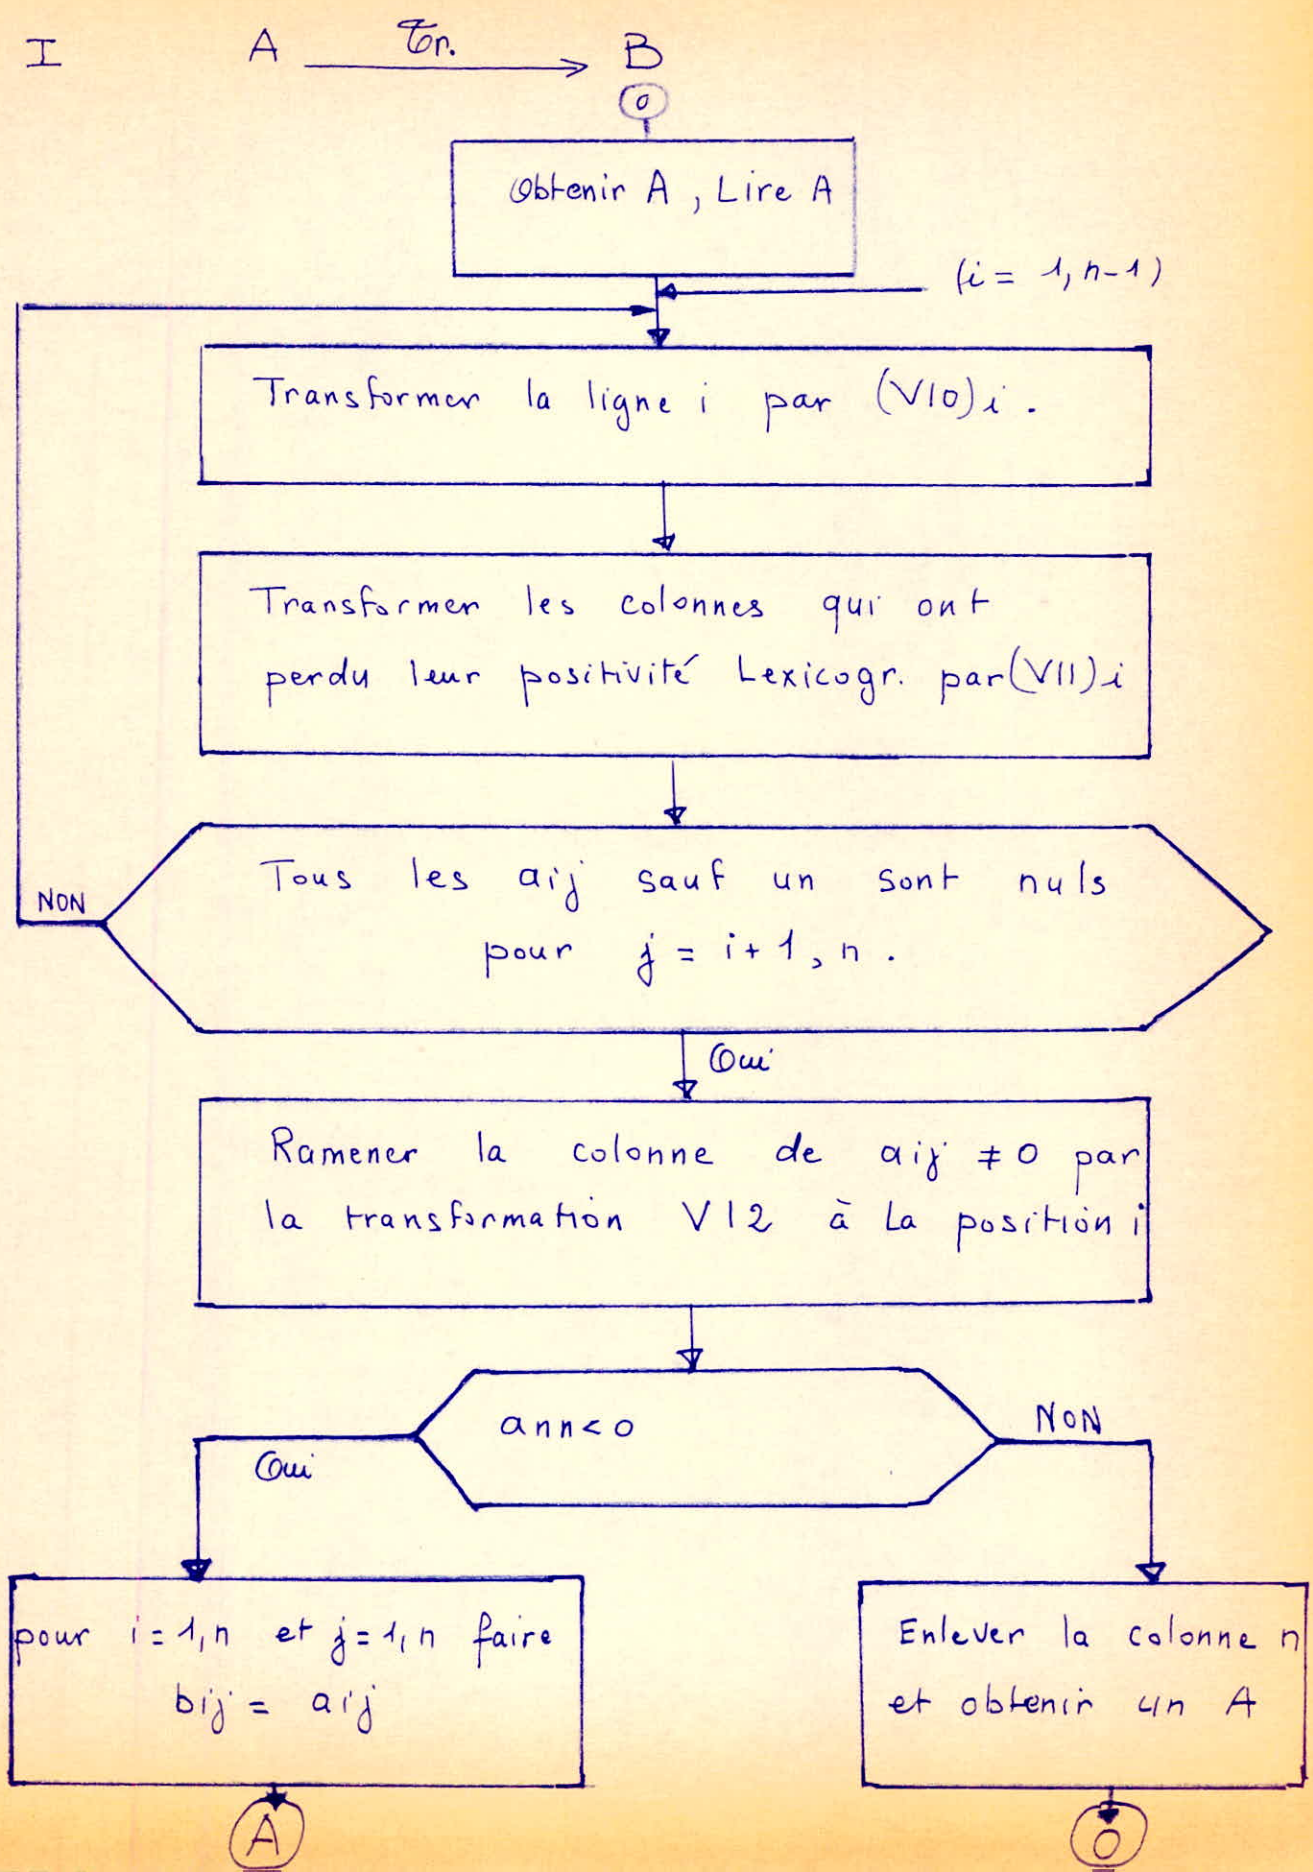 I A Tr. B
0
Obtenir A, Lire A
(i = 1, n-1)
Transformer la ligne i par (V10)i.
Transformer les colonnes qui ont
perdu leur positivité Lexicogr. par (V11)i
Tous les aij sauf un sont nuls
NON
pour j = i+1, n.
Oui
Ramener la colonne de aij ≠ 0 par
la transformation V12 à La position i
ann<0
NON
Oui
pour i=1,n et j=1,n faire
bij = aij
Enlever la colonne n
et obtenir un A
A
0